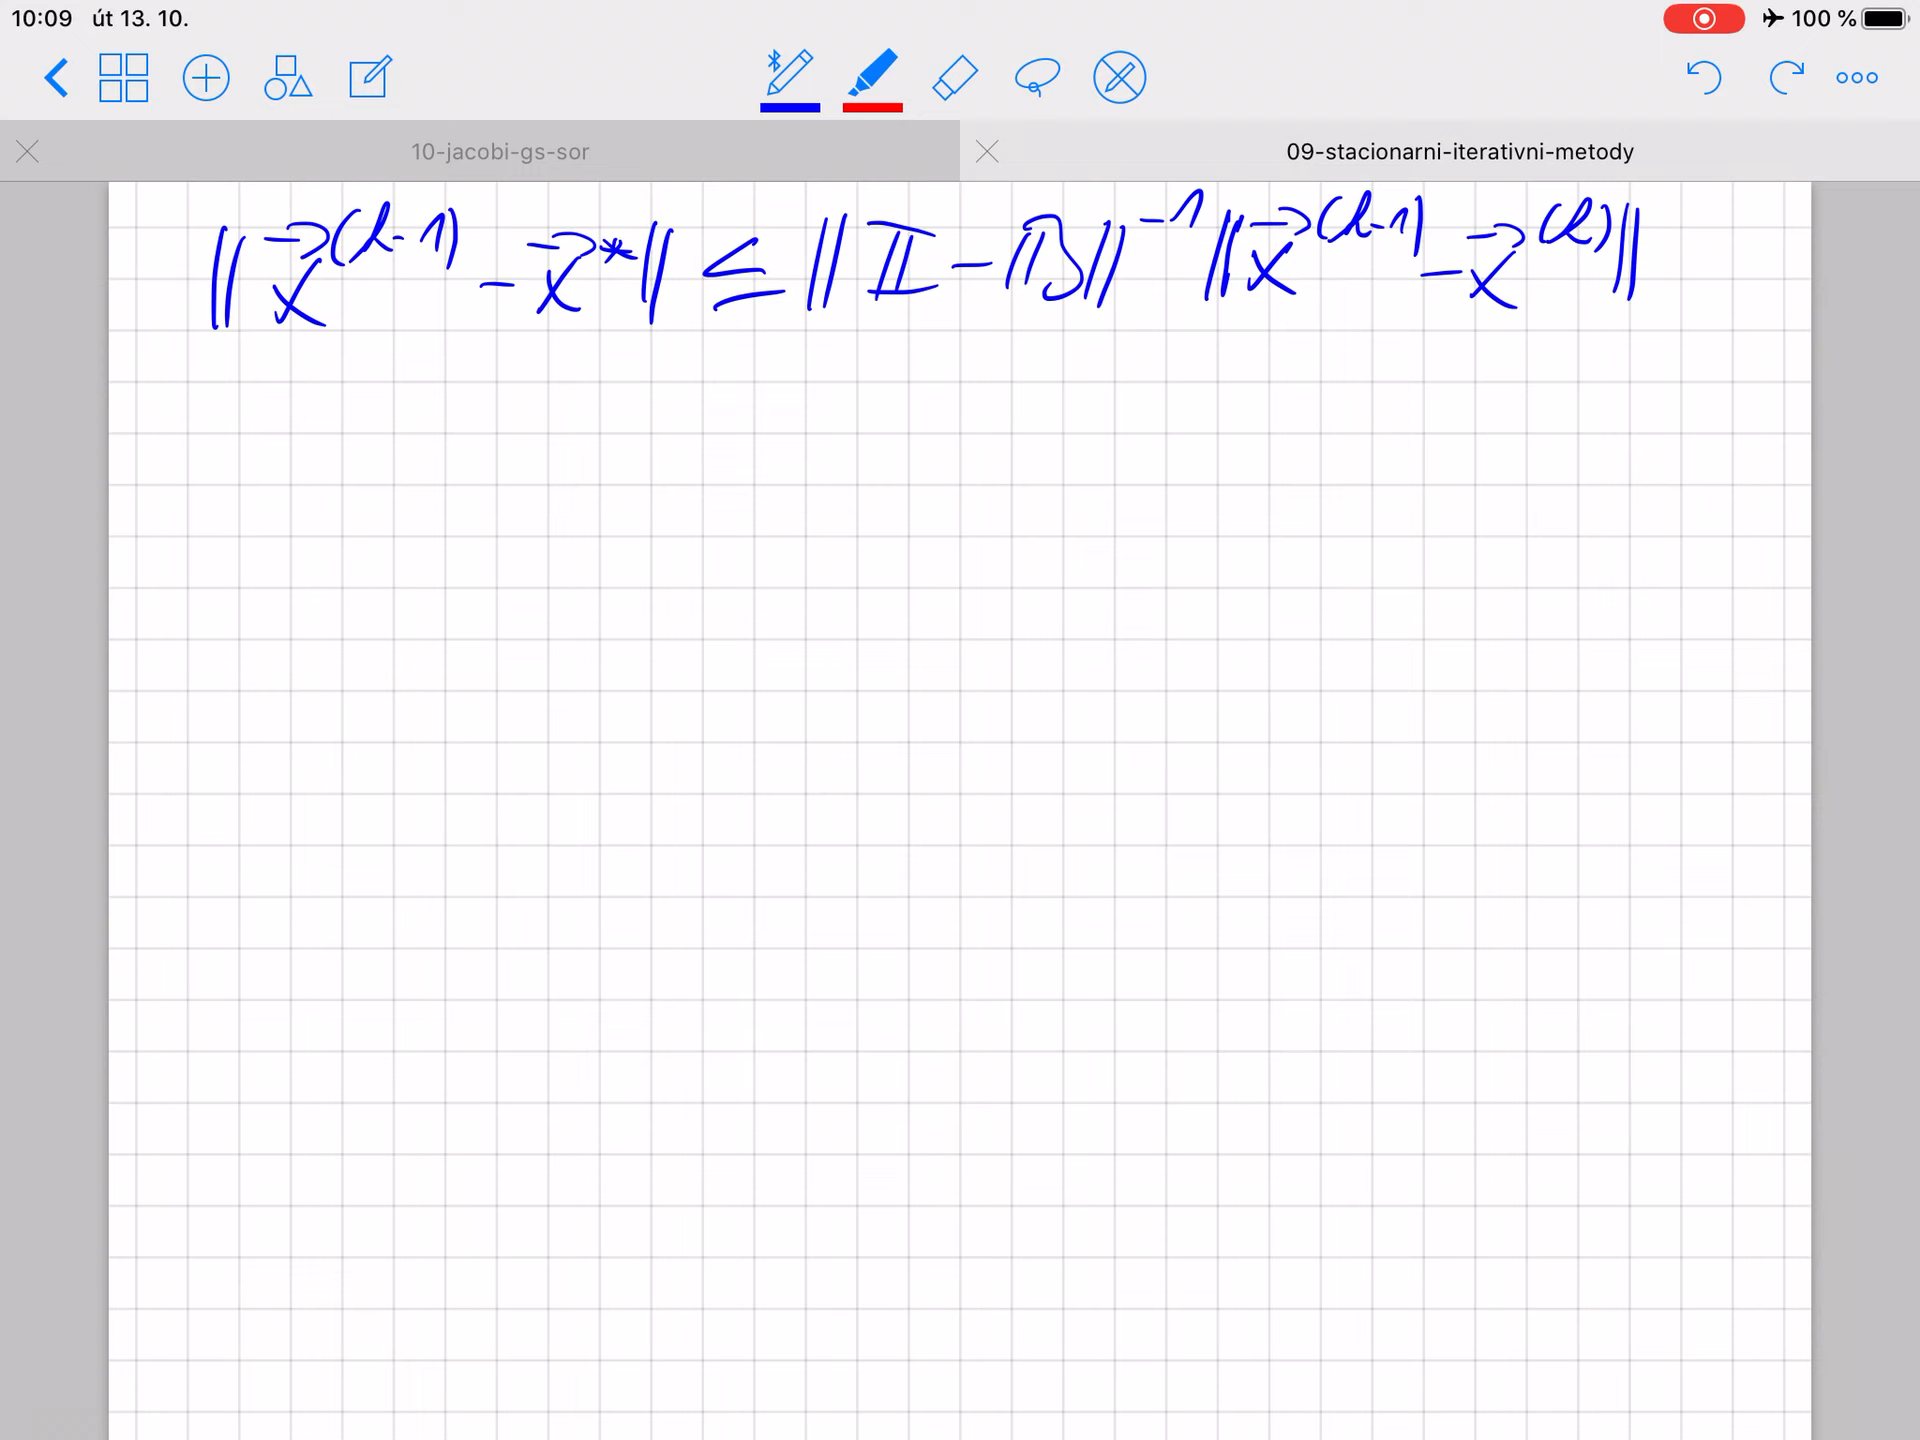 10:09 út 13. 10. 100 %
10-jacobi-gs-sor
09-stacionarni-iterativni-metody
‖x⃗^(k-1) - x⃗*‖ ≤ ‖𝕀 - 𝔹‖^-1 ‖x⃗^(k-1) - x⃗^(k)‖